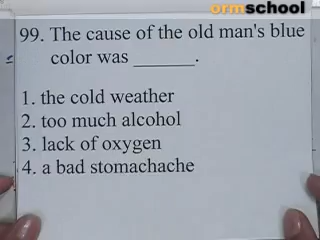 ormschool
99. The cause of the old man's blue
color was ______.
1. the cold weather
2. too much alcohol
3. lack of oxygen
4. a bad stomachache